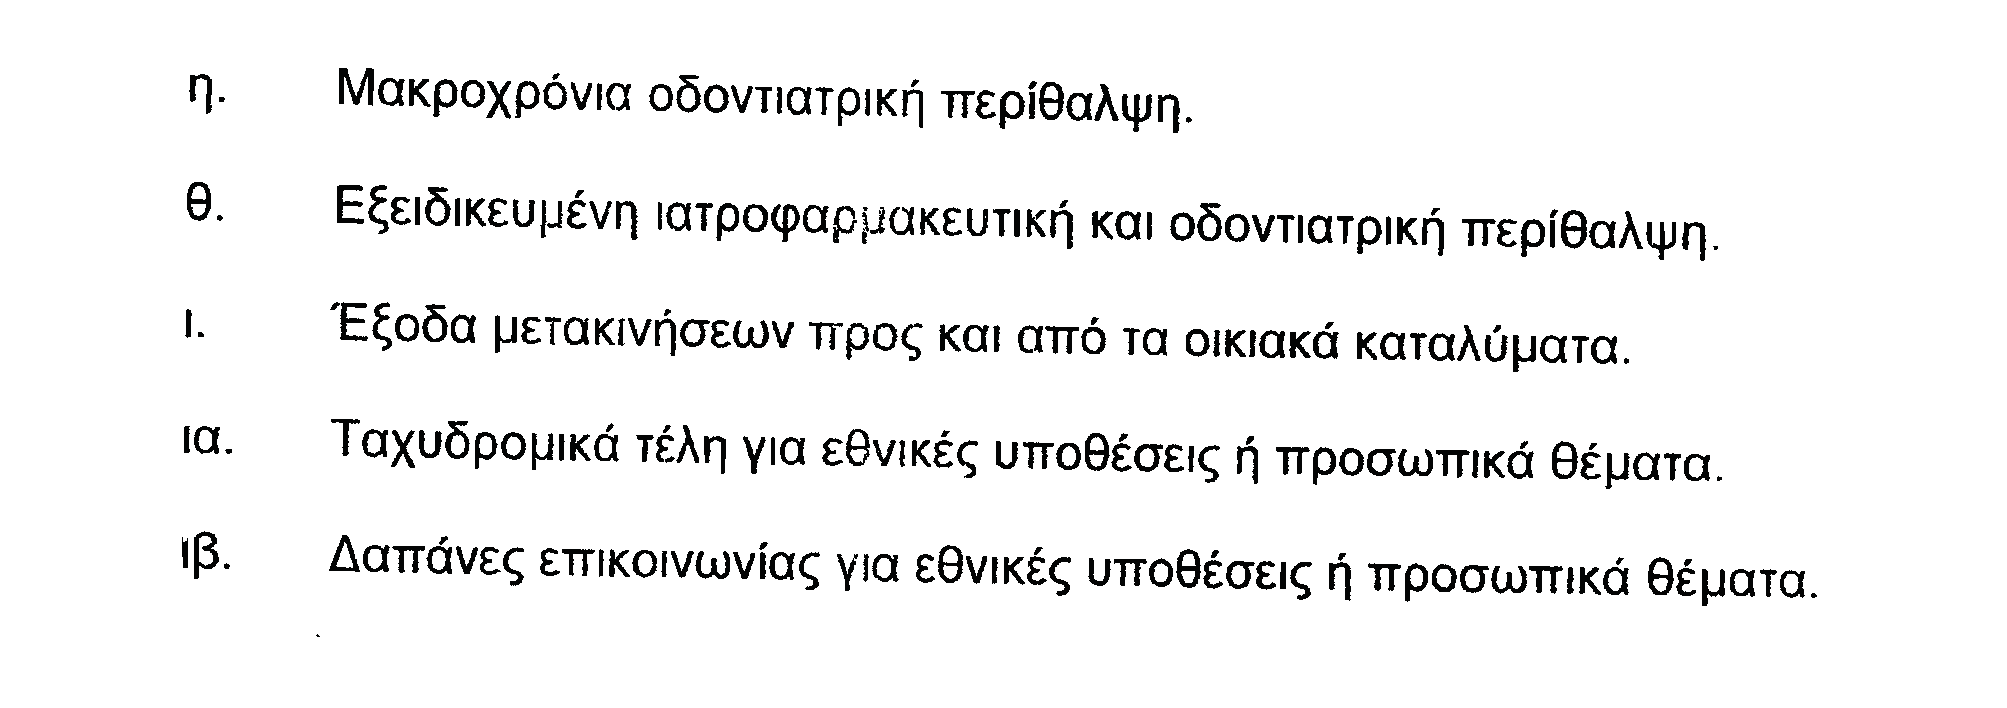 η. Μακροχρόνια οδοντιατρική περίθαλψη.
θ. Εξειδικευμένη ιατροφαρμακευτική και οδοντιατρική περίθαλψη.
ι. Έξοδα μετακινήσεων προς και από τα οικιακά καταλύματα.
ια. Ταχυδρομικά τέλη για εθνικές υποθέσεις ή προσωπικά θέματα.
ιβ. Δαπάνες επικοινωνίας για εθνικές υποθέσεις ή προσωπικά θέματα.